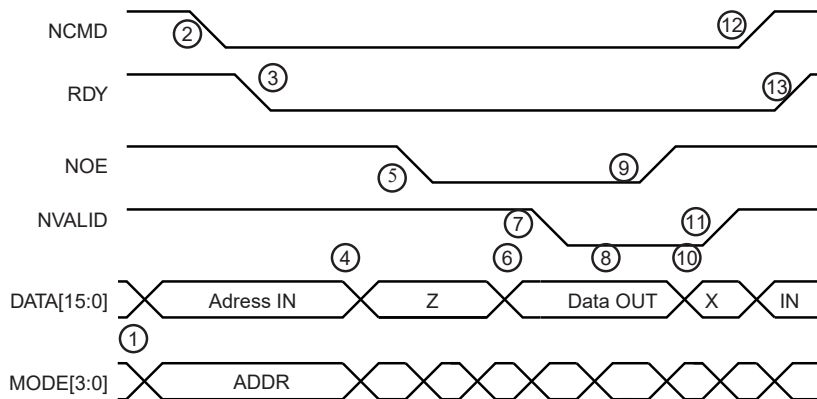 NCMD ② ⑫
RDY ③ ⑬
NOE ⑤ ⑨
NVALID ⑦ ⑪
④ ⑥ ⑧ ⑩
DATA[15:0] Adress IN Z Data OUT X IN
①
MODE[3:0] ADDR